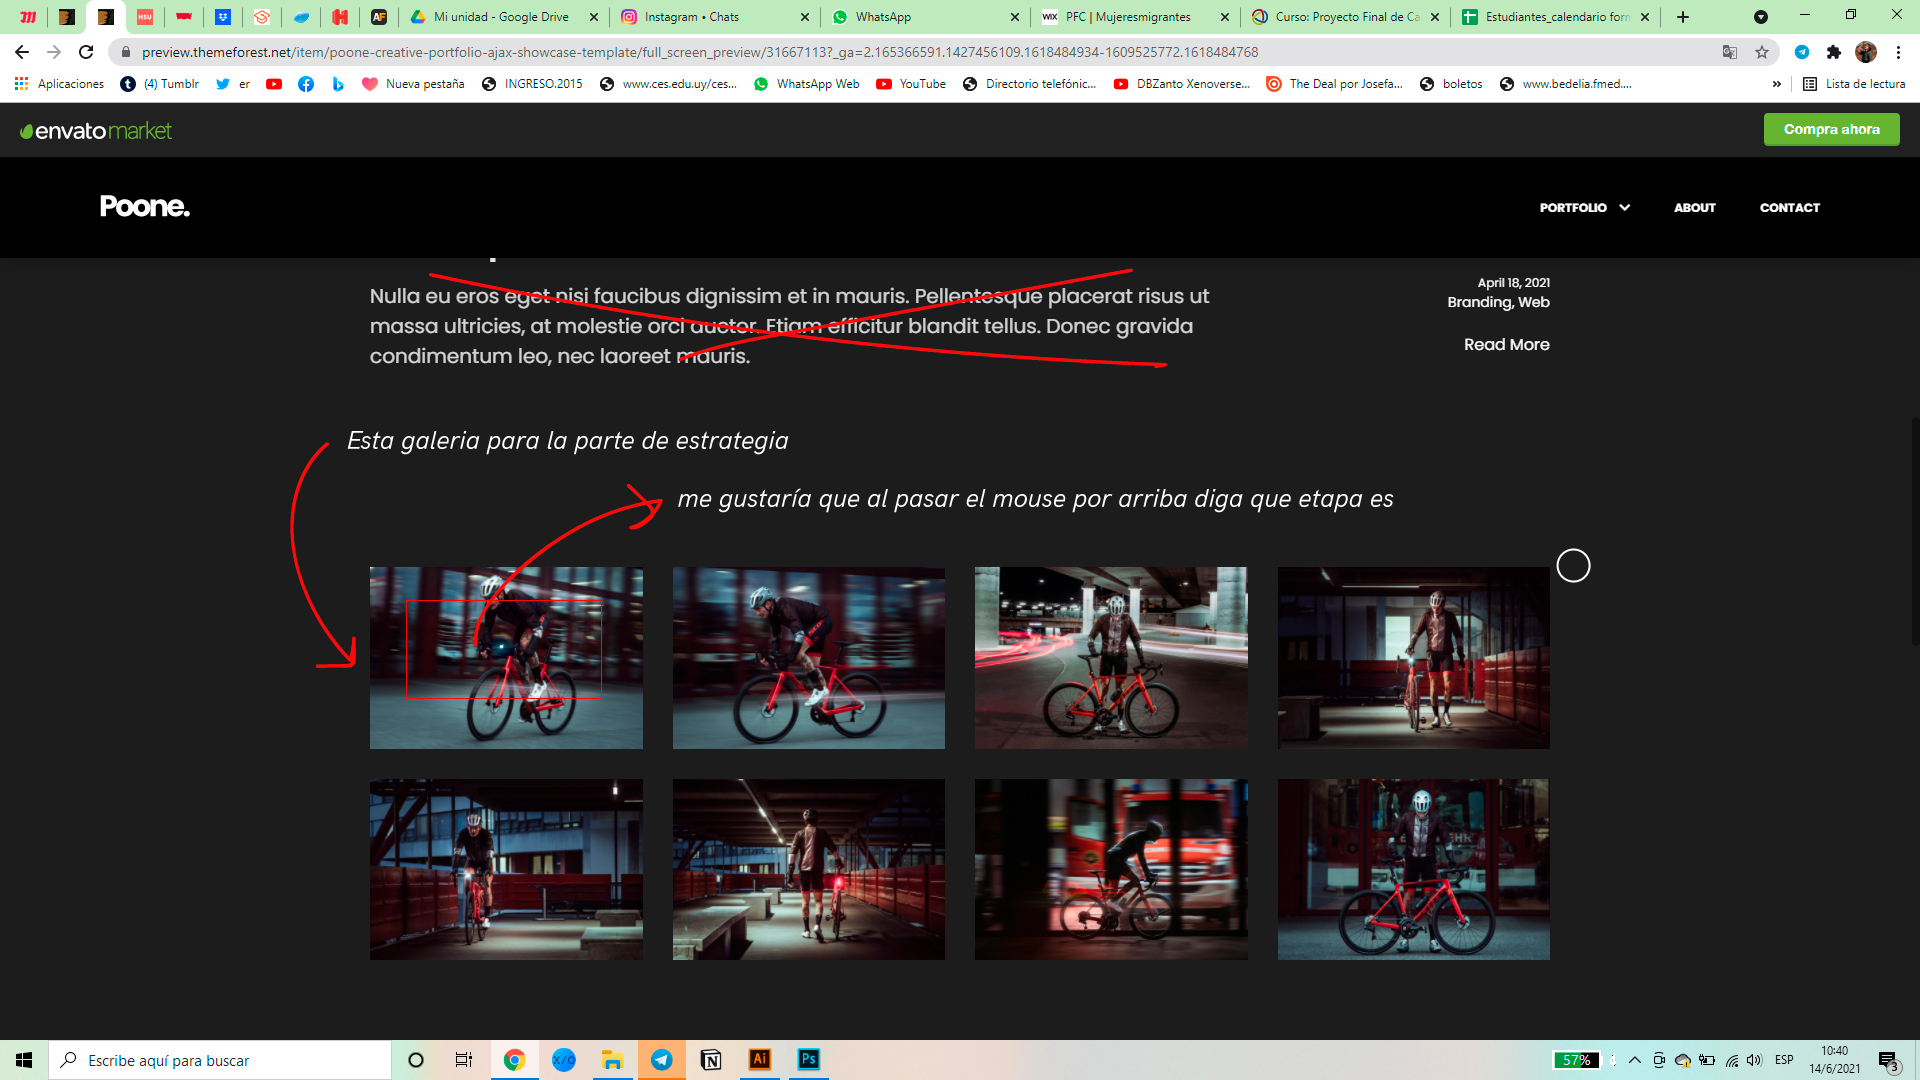 Mi unidad - Google Drive
Instagram • Chats
WhatsApp
WIX PFC | Mujeresmigrantes
Curso: Proyecto Final de Ca
Estudiantes_calendario form
preview.themeforest.net/item/poone-creative-portfolio-ajax-showcase-template/full_screen_preview/31667113?_ga=2.165366591.1427456109.1618484934-1609525772.1618484768
Aplicaciones
(4) Tumblr
er
Nueva pestaña
INGRESO.2015
www.ces.edu.uy/ces...
WhatsApp Web
YouTube
Directorio telefónic...
DBZanto Xenoverse...
The Deal por Josefa...
boletos
www.bedelia.fmed....
»
Lista de lectura
envato market
Compra ahora
Poone.
PORTFOLIO
ABOUT
CONTACT
Nulla eu eros eget nisi faucibus dignissim et in mauris. Pellentesque placerat risus ut
massa ultricies, at molestie orci auctor. Etiam efficitur blandit tellus. Donec gravida
condimentum leo, nec laoreet mauris.
April 18, 2021
Branding, Web
Read More
Esta galeria para la parte de estrategia
me gustaría que al pasar el mouse por arriba diga que etapa es
Escribe aquí para buscar
X/O
Ai
Ps
57%
ESP
10:40
14/6/2021
3